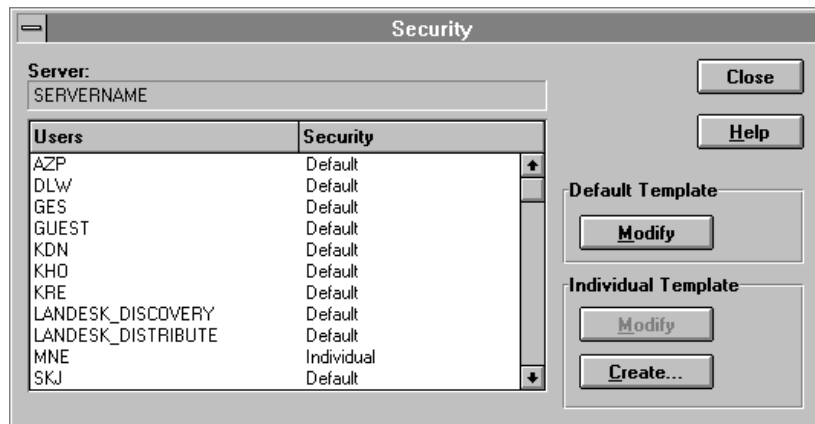 Security
Server:
SERVERNAME
Close
Help
Users Security
AZP Default
DLW Default
GES Default
GUEST Default
KDN Default
KHO Default
KRE Default
LANDESK_DISCOVERY Default
LANDESK_DISTRIBUTE Default
MNE Individual
SKJ Default
Default Template
Modify
Individual Template
Modify
Create...